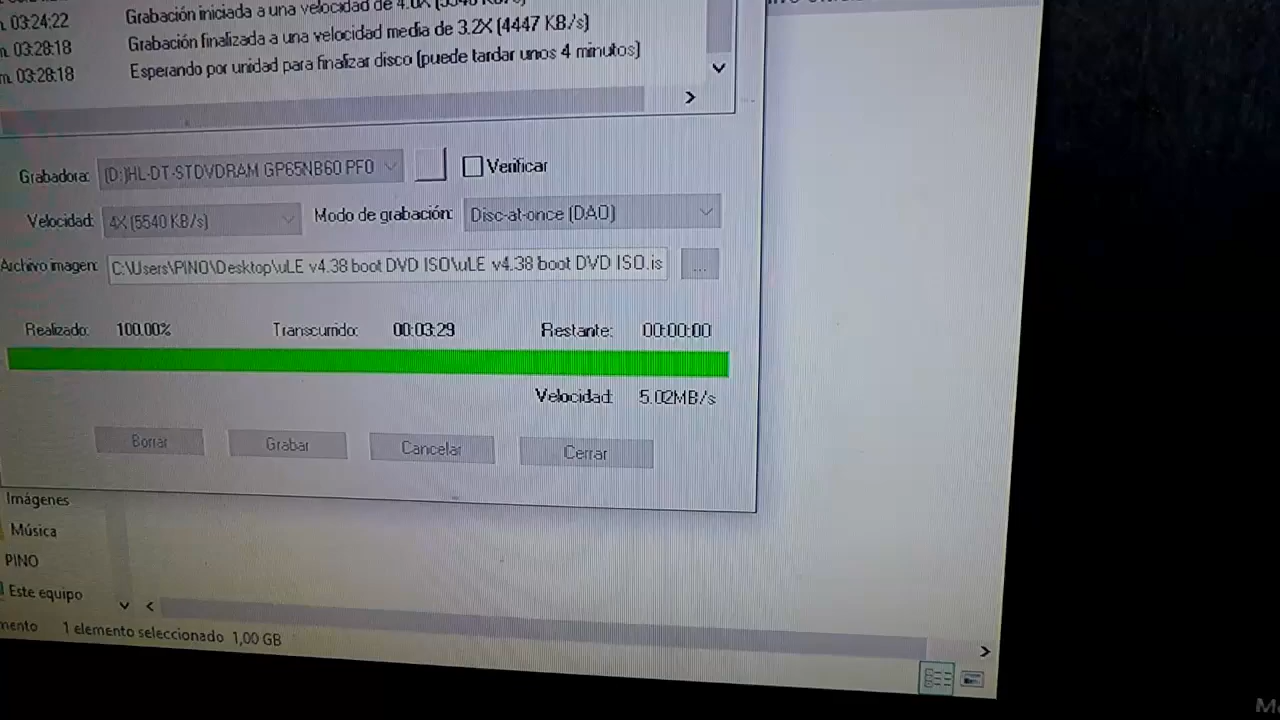 03:24:22 Grabación iniciada a una velocidad de 4.0X
03:28:18 Grabación finalizada a una velocidad media de 3.2X (4447 KB/s)
m. 03:28:18 Esperando por unidad para finalizar disco (puede tardar unos 4 minutos)
Grabadora: (D:)HL-DT-STDVDRAM GP65NB60 PF0 Verificar
Velocidad: 4X (5540 KB/s) Modo de grabación: Disc-at-once (DAO)
Archivo imagen: C:\Users\PINO\Desktop\uLE v4.38 boot DVD ISO\uLE v4.38 boot DVD ISO.is ...
Realizado: 100.00% Transcurrido: 00:03:29 Restante: 00:00:00
Velocidad: 5.02MB/s
Borrar Grabar Cancelar Cerrar
Imágenes
Música
PINO
Este equipo
mento 1 elemento seleccionado 1,00 GB